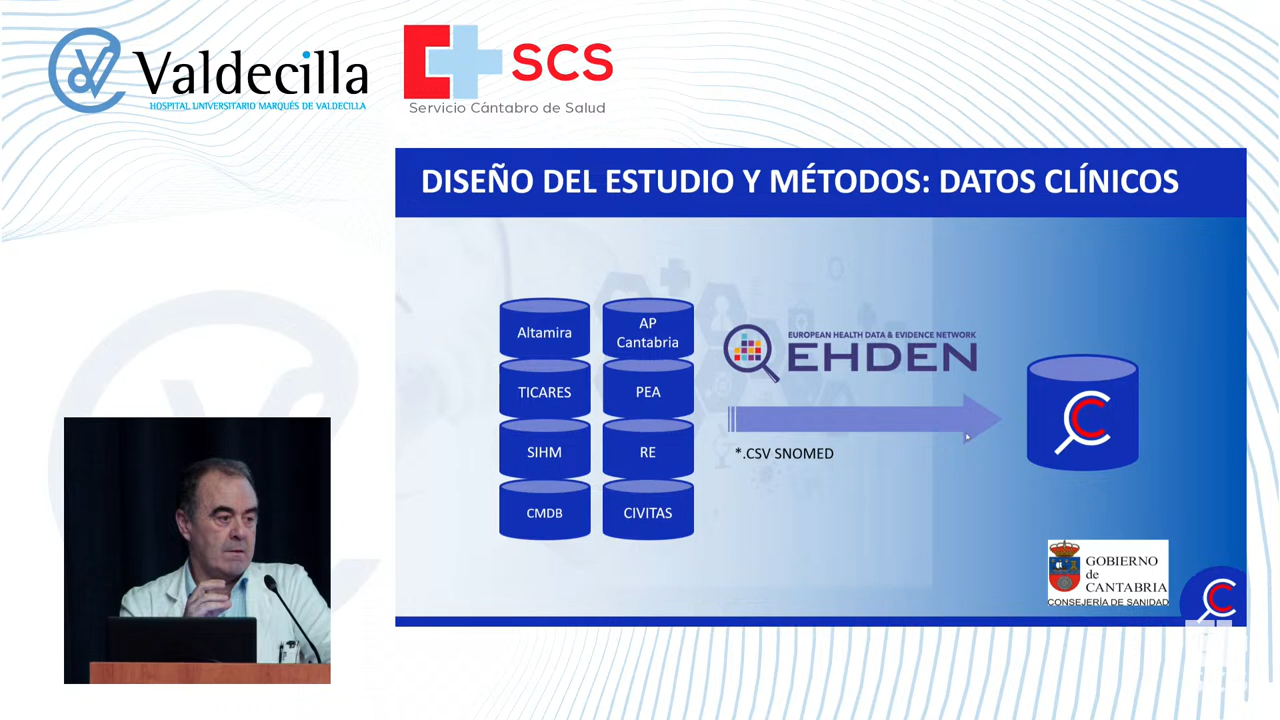 Valdecilla
HOSPITAL UNIVERSITARIO MARQUÉS DE VALDECILLA
SCS
Servicio Cántabro de Salud
DISEÑO DEL ESTUDIO Y MÉTODOS: DATOS CLÍNICOS
Altamira
AP
Cantabria
TICARES
PEA
SIHM
RE
CMDB
CIVITAS
EUROPEAN HEALTH DATA & EVIDENCE NETWORK
EHDEN
*.CSV SNOMED
C
GOBIERNO
de
CANTABRIA
CONSEJERÍA DE SANIDAD
C